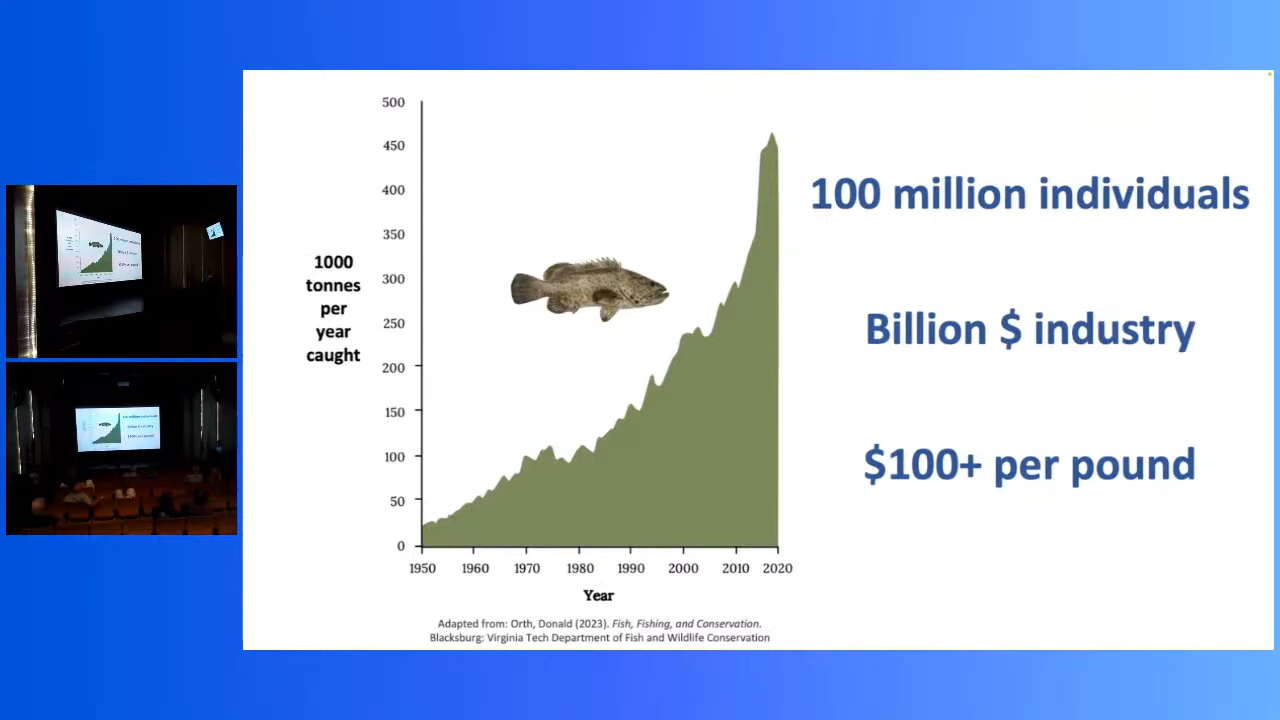 500
450
400
350
300
250
200
150
100
50
0
1000
tonnes
per
year
caught
1950 1960 1970 1980 1990 2000 2010 2020
Year
Adapted from: Orth, Donald (2023). Fish, Fishing, and Conservation.
Blacksburg: Virginia Tech Department of Fish and Wildlife Conservation
100 million individuals
Billion $ industry
$100+ per pound